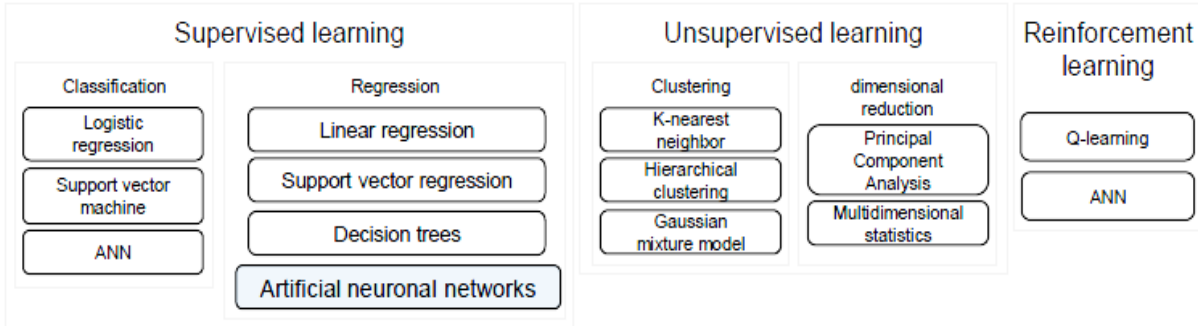 Supervised learning
Classification
Logistic
regression
Support vector
machine
ANN
Regression
Linear regression
Support vector regression
Decision trees
Artificial neuronal networks
Unsupervised learning
Clustering
K-nearest
neighbor
Hierarchical
clustering
Gaussian
mixture model
dimensional
reduction
Principal
Component
Analysis
Multidimensional
statistics
Reinforcement
learning
Q-learning
ANN